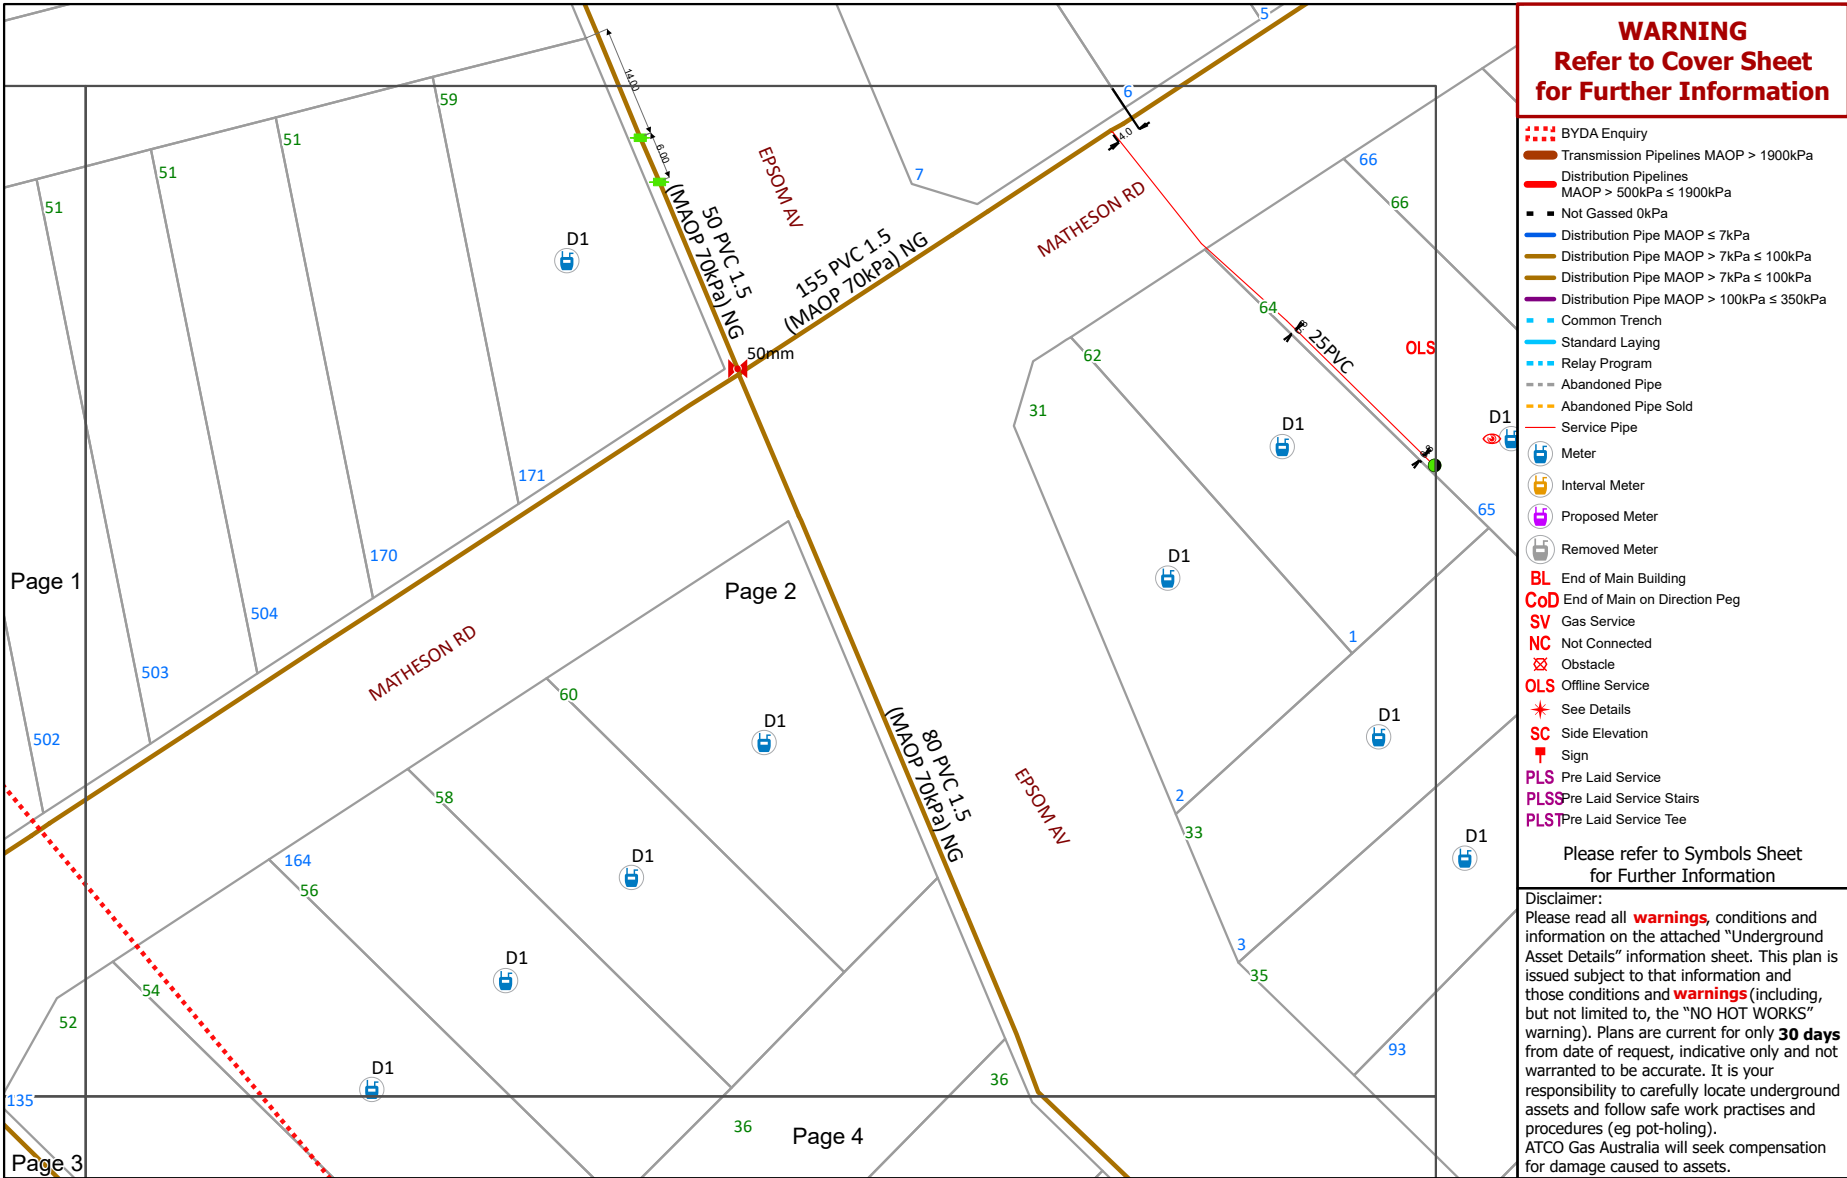 5
59
14.00
6
51
51
51
6.00
EPSOM AV
7
4.0
66
66
MATHESON RD
D1
50 PVC 1.5
(MAOP 70kPa) NG
155 PVC 1.5
(MAOP 70kPa) NG
64
25PVC
OLS
50mm
62
31
D1
D1
171
65
170
D1
Page 1
Page 2
504
1
MATHESON RD
503
60
502
D1
80 PVC 1.5
(MAOP 70kPa) NG
D1
EPSOM AV
58
2
33
D1
D1
164
56
3
35
D1
54
52
93
D1
36
135
36
Page 4
Page 3
WARNING
Refer to Cover Sheet
for Further Information
BYDA Enquiry
Transmission Pipelines MAOP > 1900kPa
Distribution Pipelines
MAOP > 500kPa ≤ 1900kPa
Not Gassed 0kPa
Distribution Pipe MAOP ≤ 7kPa
Distribution Pipe MAOP > 7kPa ≤ 100kPa
Distribution Pipe MAOP > 7kPa ≤ 100kPa
Distribution Pipe MAOP > 100kPa ≤ 350kPa
Common Trench
Standard Laying
Relay Program
Abandoned Pipe
Abandoned Pipe Sold
Service Pipe
Meter
Interval Meter
Proposed Meter
Removed Meter
BL End of Main Building
CoD End of Main on Direction Peg
SV Gas Service
NC Not Connected
Obstacle
OLS Offline Service
See Details
SC Side Elevation
Sign
PLS Pre Laid Service
PLSS Pre Laid Service Stairs
PLST Pre Laid Service Tee
Please refer to Symbols Sheet
for Further Information
Disclaimer:
Please read all warnings, conditions and
information on the attached “Underground
Asset Details” information sheet. This plan is
issued subject to that information and
those conditions and warnings (including,
but not limited to, the “NO HOT WORKS”
warning). Plans are current for only 30 days
from date of request, indicative only and not
warranted to be accurate. It is your
responsibility to carefully locate underground
assets and follow safe work practises and
procedures (eg pot-holing).
ATCO Gas Australia will seek compensation
for damage caused to assets.